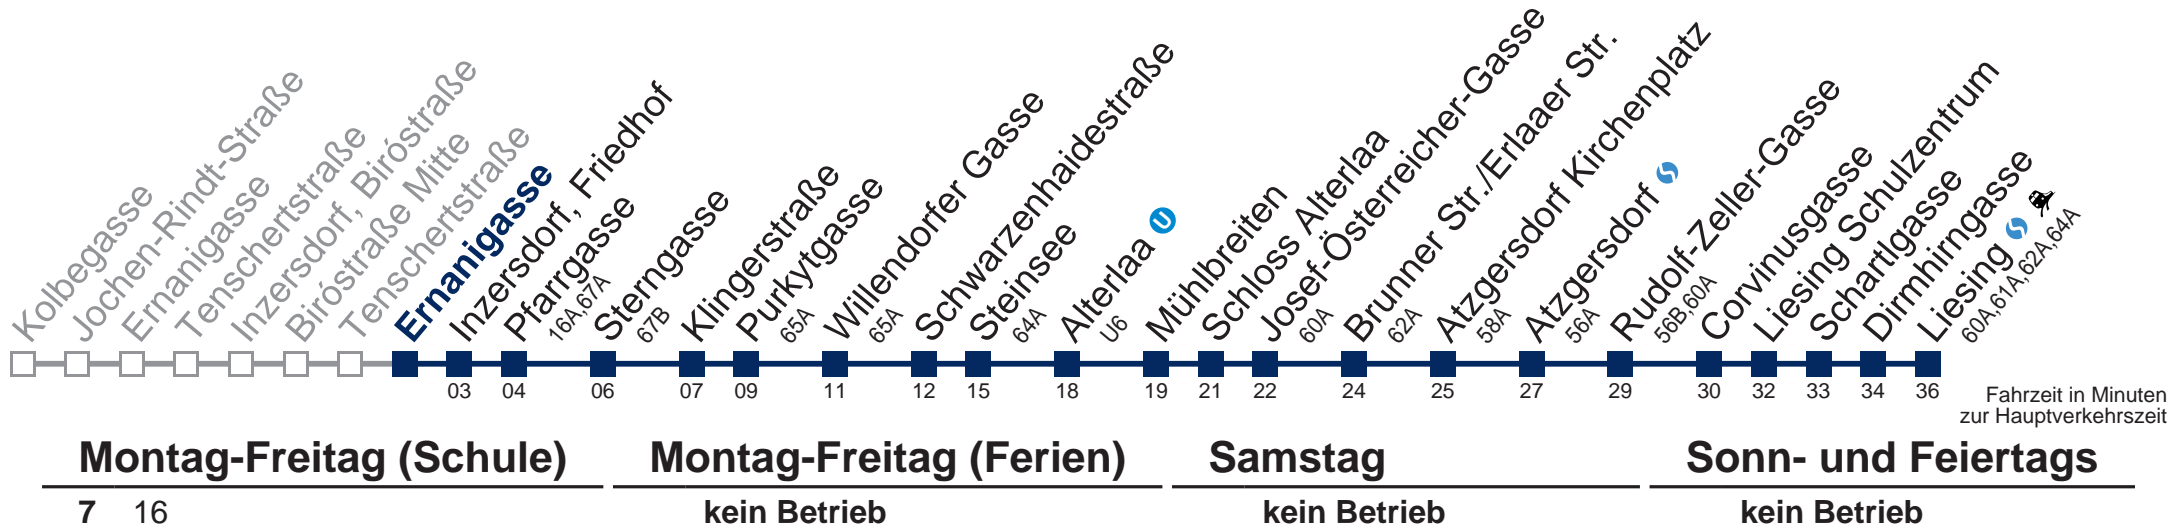 Kolbegasse
Jochen-Rindt-Straße
Ernanigasse
Tenschertstraße
Inzersdorf, Biróstraße
Biróstraße Mitte
Tenschertstraße
Ernanigasse
Inzersdorf, Friedhof
Pfarrgasse
16A,67A
Sterngasse
67B
Klingerstraße
Purkytgasse
65A
Willendorfer Gasse
65A
Schwarzenhaidestraße
Steinsee
64A
Alterlaa U
U6
Mühlbreiten
Schloss Alterlaa
Josef-Österreicher-Gasse
60A
Brunner Str./Erlaaer Str.
62A
Atzgersdorf Kirchenplatz
58A
Atzgersdorf S
56A
Rudolf-Zeller-Gasse
56B,60A
Corvinusgasse
Liesing Schulzentrum
Schartlgasse
Dirmhirngasse
Liesing S
60A,61A,62A,64A
03 04 06 07 09 11 12 15 18 19 21 22 24 25 27 29 30 32 33 34 36
Fahrzeit in Minuten
zur Hauptverkehrszeit
Montag-Freitag (Schule) Montag-Freitag (Ferien) Samstag Sonn- und Feiertags
7 16 kein Betrieb kein Betrieb kein Betrieb